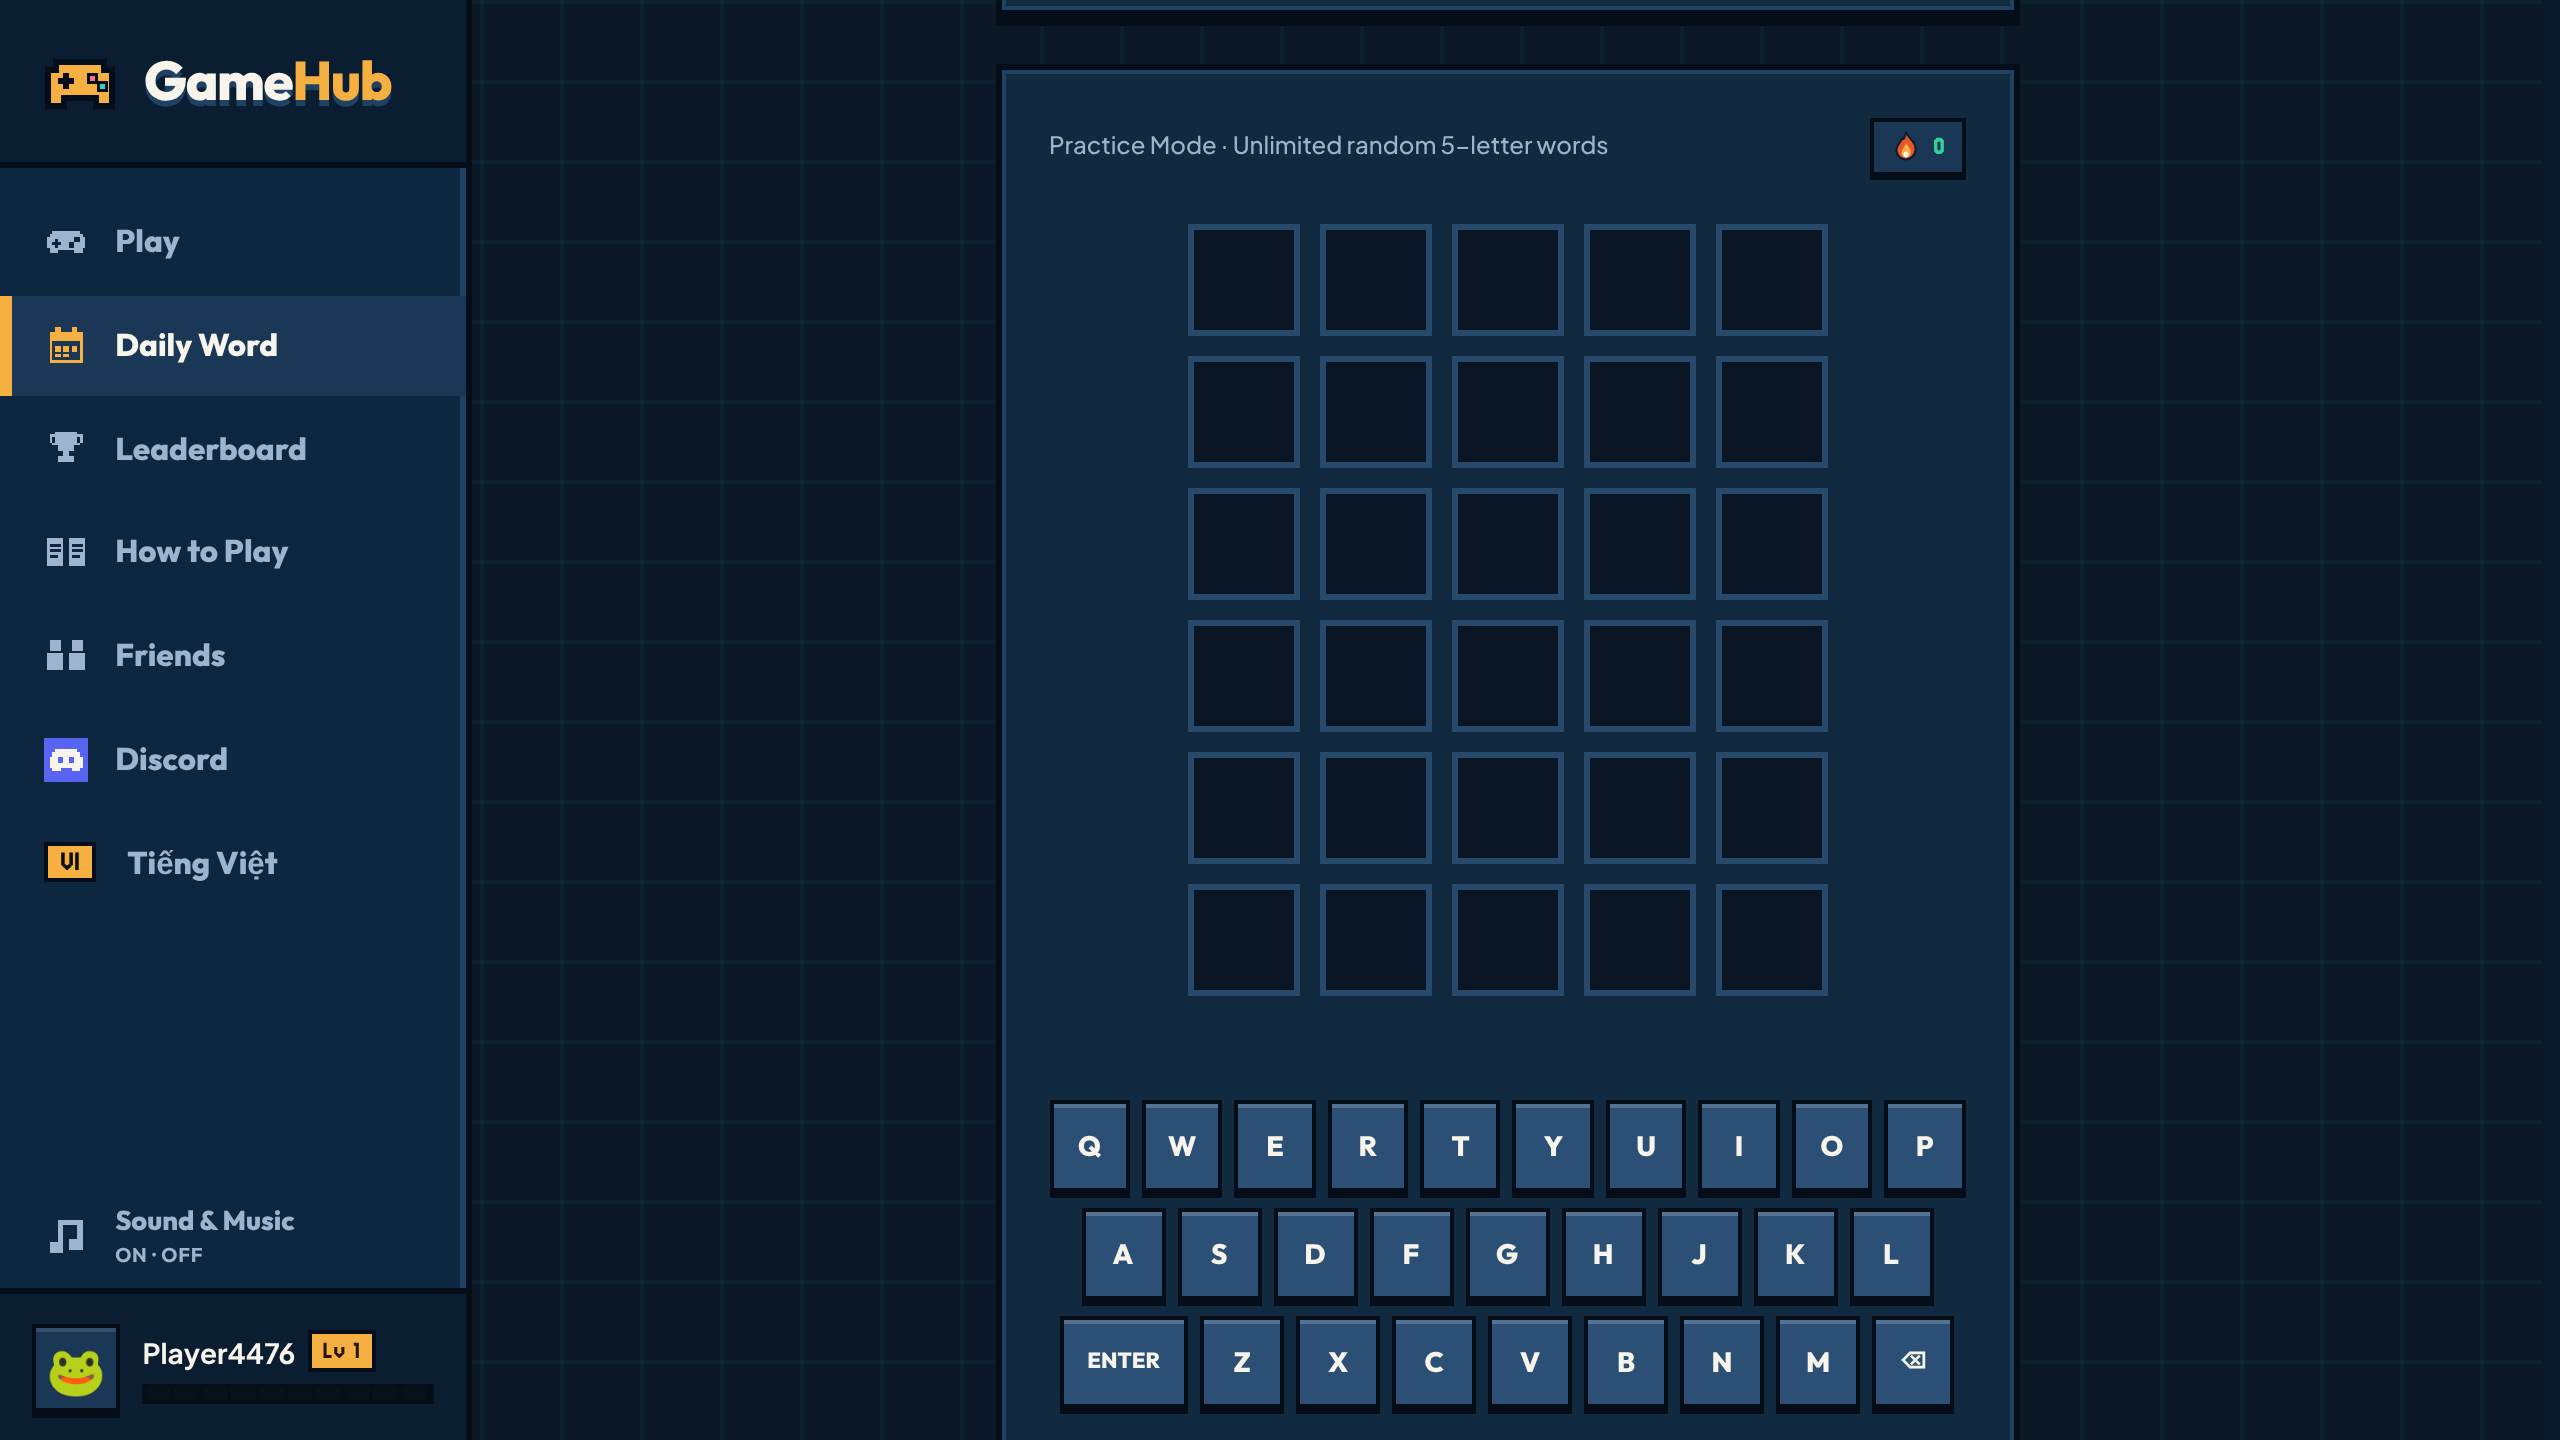 GameHub
Play
Daily Word
Leaderboard
How to Play
Friends
Discord
VI Tiếng Việt
Sound & Music
ON · OFF
Player4476 Lv 1
Practice Mode · Unlimited random 5-letter words
0
Q W E R T Y U I O P
A S D F G H J K L
ENTER Z X C V B N M